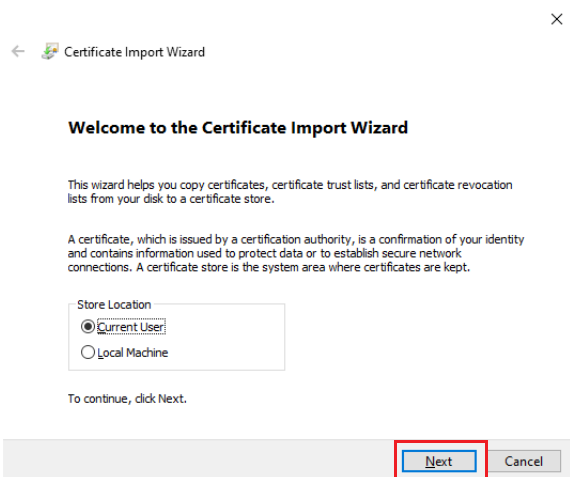 Certificate Import Wizard
Welcome to the Certificate Import Wizard
This wizard helps you copy certificates, certificate trust lists, and certificate revocation
lists from your disk to a certificate store.
A certificate, which is issued by a certification authority, is a confirmation of your identity
and contains information used to protect data or to establish secure network
connections. A certificate store is the system area where certificates are kept.
Store Location
Current User
Local Machine
To continue, click Next.
Next Cancel